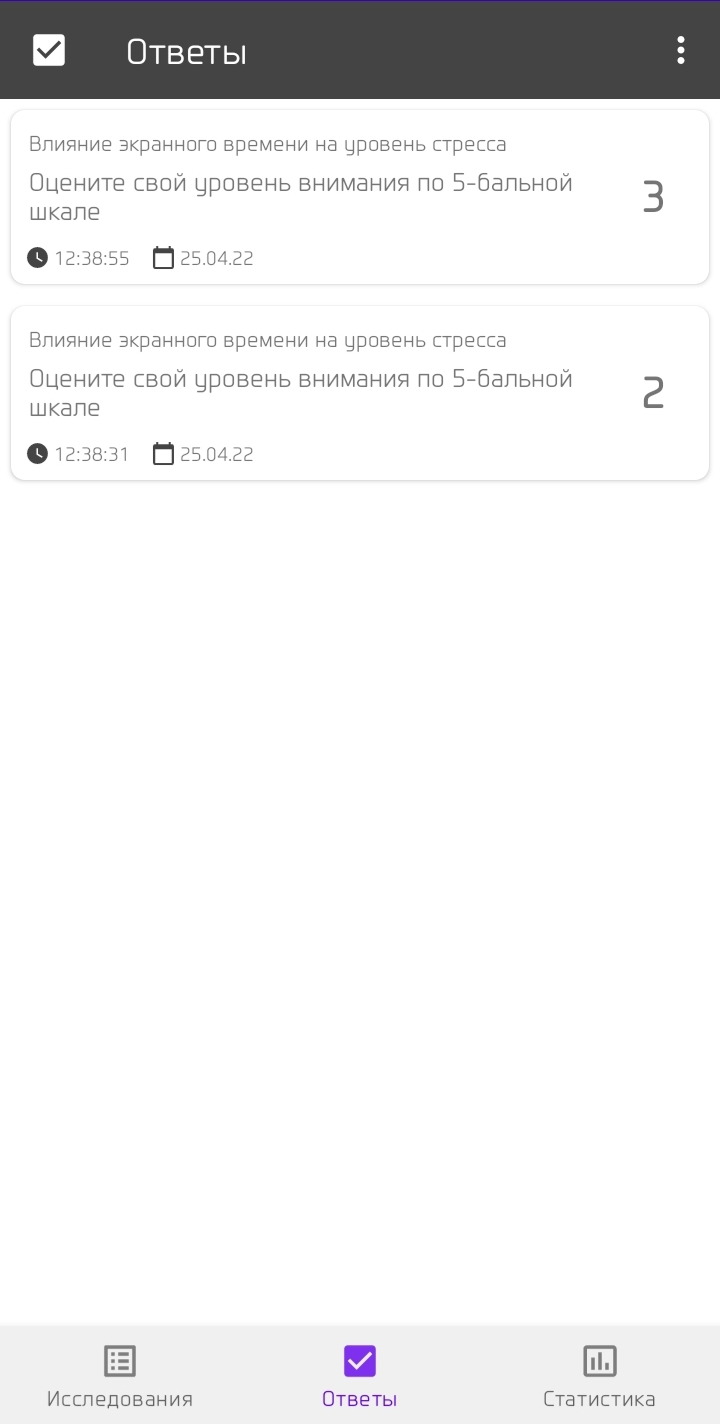 Ответы
Влияние экранного времени на уровень стресса
Оцените свой уровень внимания по 5-бальной
шкале
3
12:38:55 25.04.22
Влияние экранного времени на уровень стресса
Оцените свой уровень внимания по 5-бальной
шкале
2
12:38:31 25.04.22
Исследования Ответы Статистика